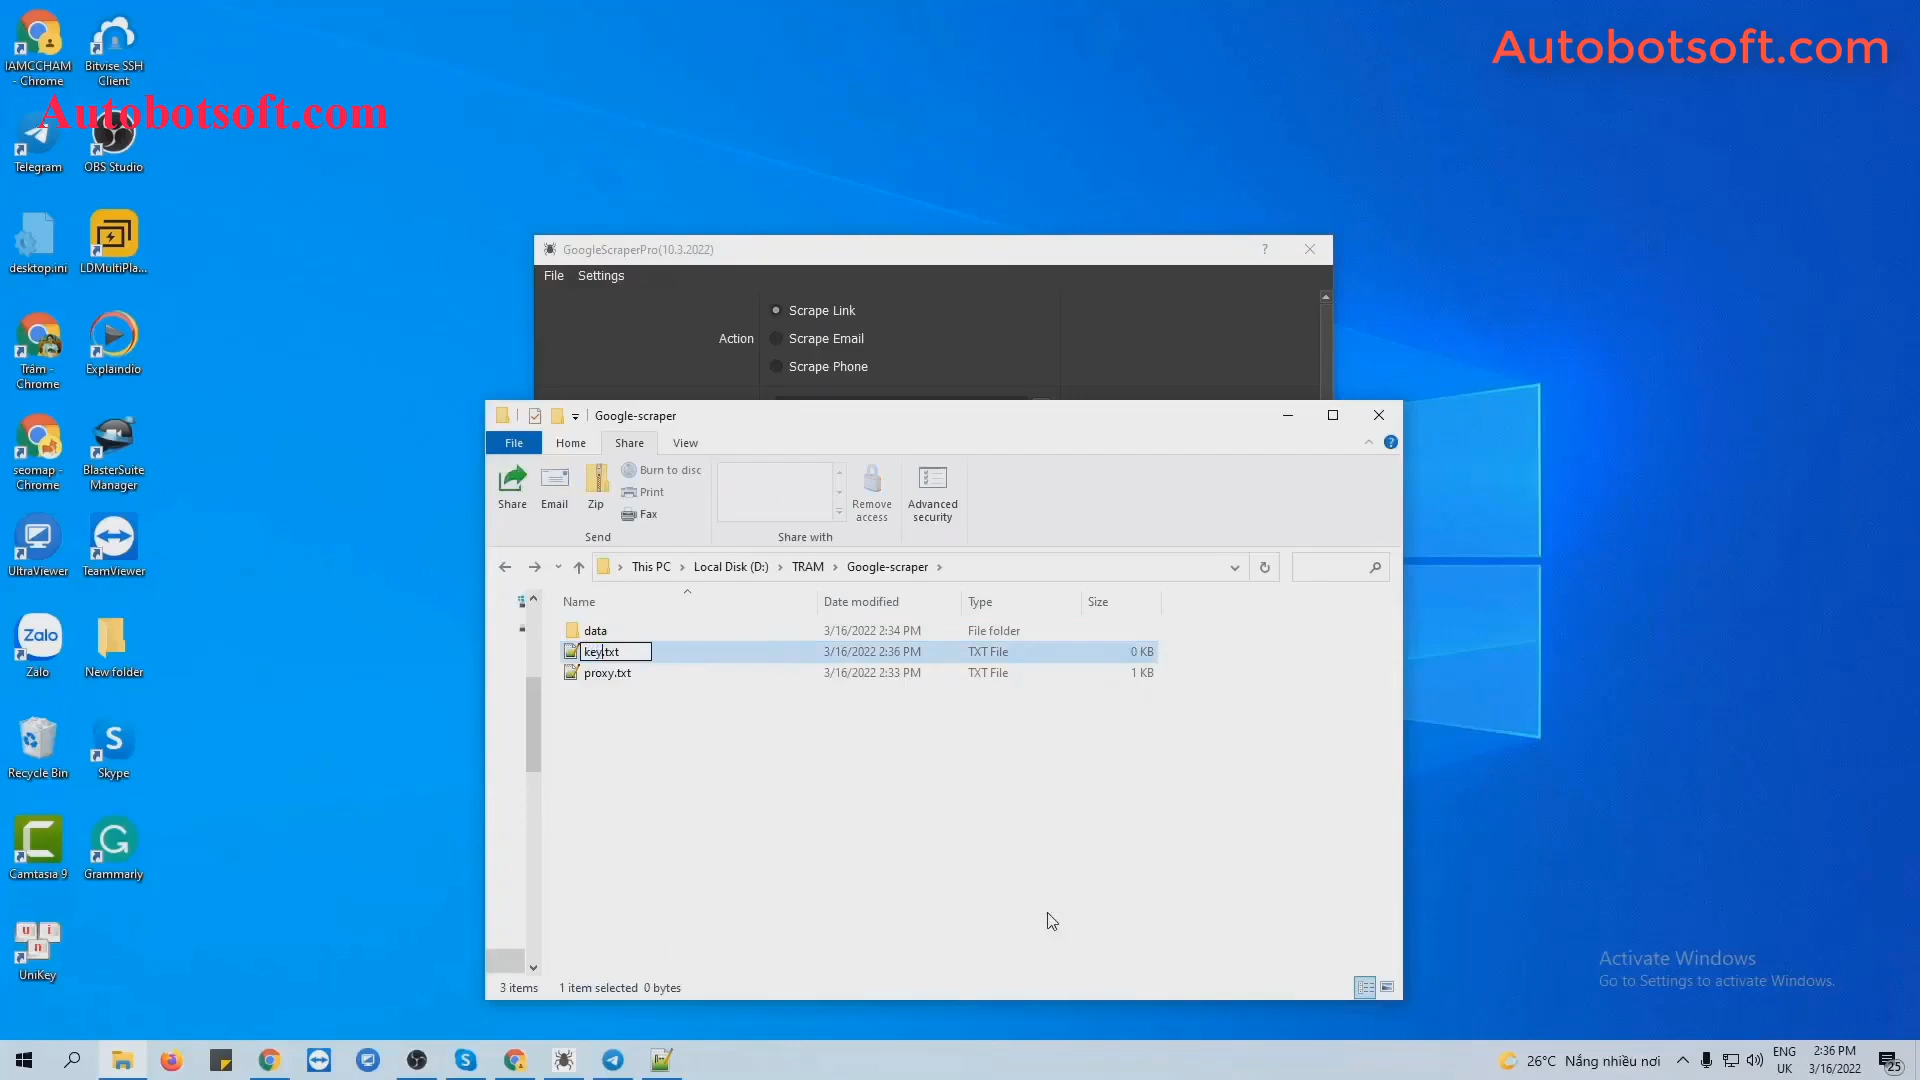 Autobotsoft.com
Autobotsoft.com
IAMCCHAM
- Chrome
Bitvise SSH
Client
Telegram
OBS Studio
desktop.ini
LDMultiPla...
Trâm -
Chrome
Explaindio
seomap -
Chrome
BlasterSuite
Manager
UltraViewer
TeamViewer
Zalo
Zalo
New folder
Recycle Bin
Skype
Camtasia 9
Grammarly
UniKey
GoogleScraperPro(10.3.2022)
File Settings
Action
Scrape Link
Scrape Email
Scrape Phone
Google-scraper
File Home Share View
Share
Email
Zip
Burn to disc
Print
Fax
Send
Share with
Remove
access
Advanced
security
This PC > Local Disk (D:) > TRAM > Google-scraper >
Name Date modified Type Size
data 3/16/2022 2:34 PM File folder
key.txt 3/16/2022 2:36 PM TXT File 0 KB
proxy.txt 3/16/2022 2:33 PM TXT File 1 KB
3 items 1 item selected 0 bytes
Activate Windows
Go to Settings to activate Windows.
26°C Nắng nhiều nơi
ENG
UK
2:36 PM
3/16/2022
25